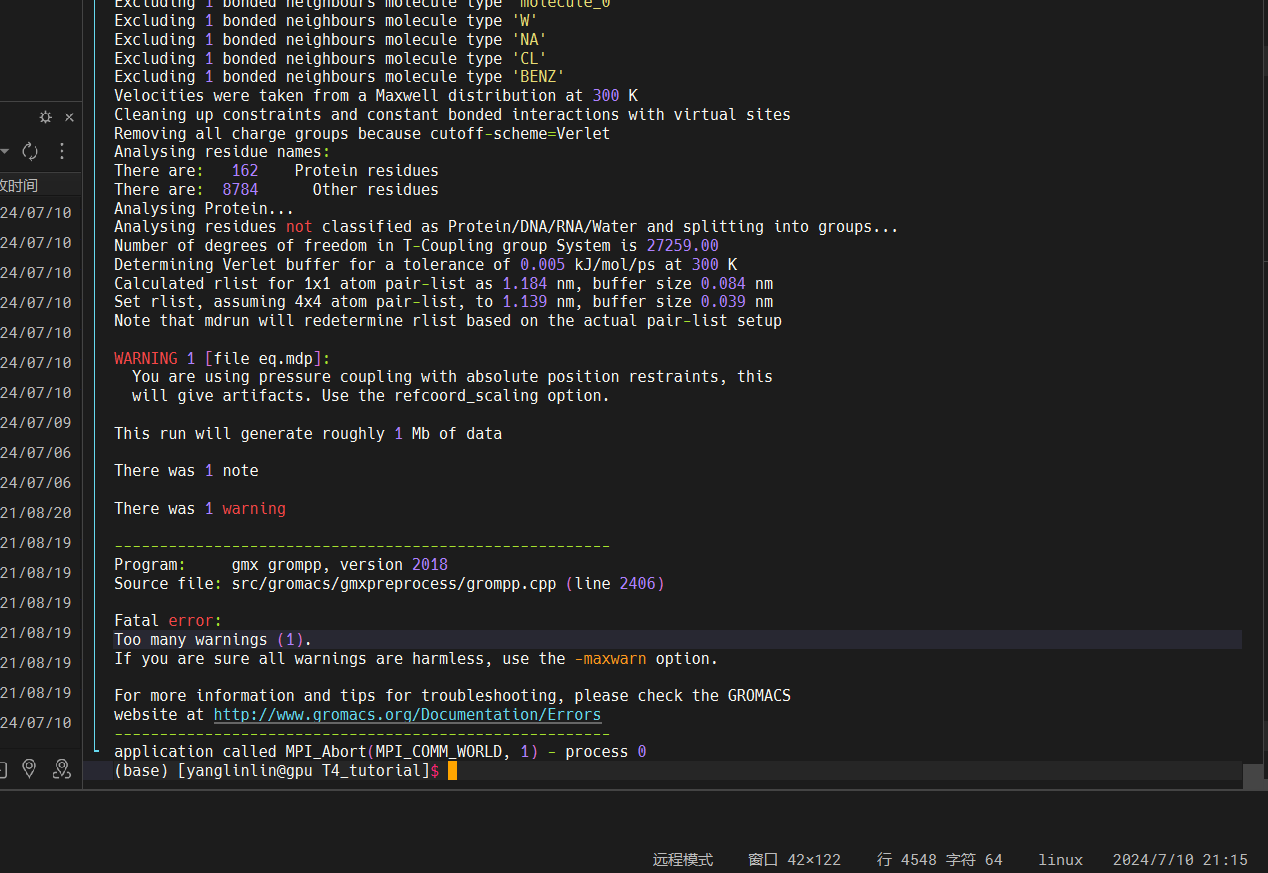 Excluding 1 bonded neighbours molecule type 'molecule_0'
Excluding 1 bonded neighbours molecule type 'W'
Excluding 1 bonded neighbours molecule type 'NA'
Excluding 1 bonded neighbours molecule type 'CL'
Excluding 1 bonded neighbours molecule type 'BENZ'
Velocities were taken from a Maxwell distribution at 300 K
Cleaning up constraints and constant bonded interactions with virtual sites
Removing all charge groups because cutoff-scheme=Verlet
Analysing residue names:
There are:   162    Protein residues
There are:  8784      Other residues
Analysing Protein...
Analysing residues not classified as Protein/DNA/RNA/Water and splitting into groups...
Number of degrees of freedom in T-Coupling group System is 27259.00
Determining Verlet buffer for a tolerance of 0.005 kJ/mol/ps at 300 K
Calculated rlist for 1x1 atom pair-list as 1.184 nm, buffer size 0.084 nm
Set rlist, assuming 4x4 atom pair-list, to 1.139 nm, buffer size 0.039 nm
Note that mdrun will redetermine rlist based on the actual pair-list setup
WARNING 1 [file eq.mdp]:
You are using pressure coupling with absolute position restraints, this
will give artifacts. Use the refcoord_scaling option.
This run will generate roughly 1 Mb of data
There was 1 note
There was 1 warning
-------------------------------------------------------
Program:     gmx grompp, version 2018
Source file: src/gromacs/gmxpreprocess/grompp.cpp (line 2406)
Fatal error:
Too many warnings (1).
If you are sure all warnings are harmless, use the -maxwarn option.
For more information and tips for troubleshooting, please check the GROMACS
website at http://www.gromacs.org/Documentation/Errors
-------------------------------------------------------
application called MPI_Abort(MPI_COMM_WORLD, 1) - process 0
(base) [yanglinlin@gpu T4_tutorial]$
改时间
24/07/10
24/07/10
24/07/10
24/07/10
24/07/10
24/07/10
24/07/10
24/07/09
24/07/06
24/07/06
21/08/20
21/08/19
21/08/19
21/08/19
21/08/19
21/08/19
21/08/19
24/07/10
远程模式 窗口 42×122 行 4548 字符 64 linux 2024/7/10 21:15